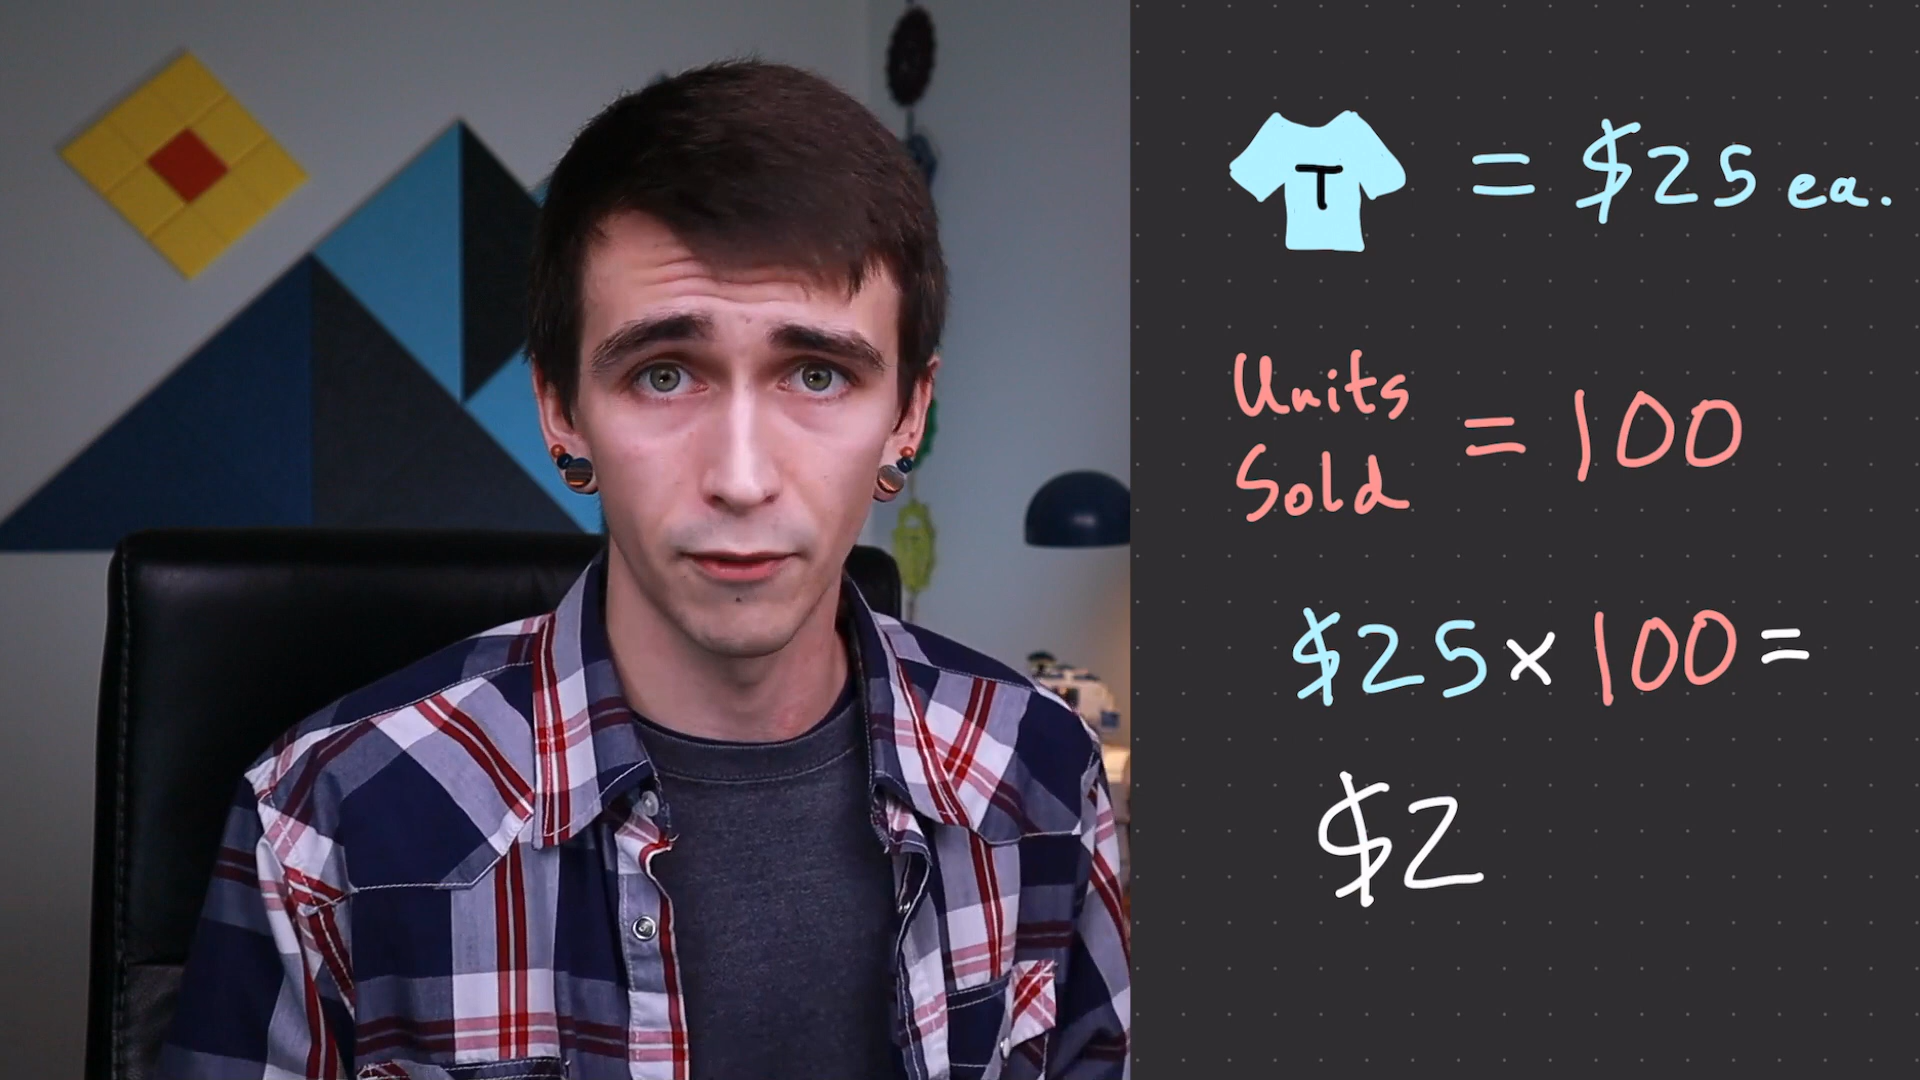 T = $25 ea.
Units
Sold = 100
$25 × 100 =
$2